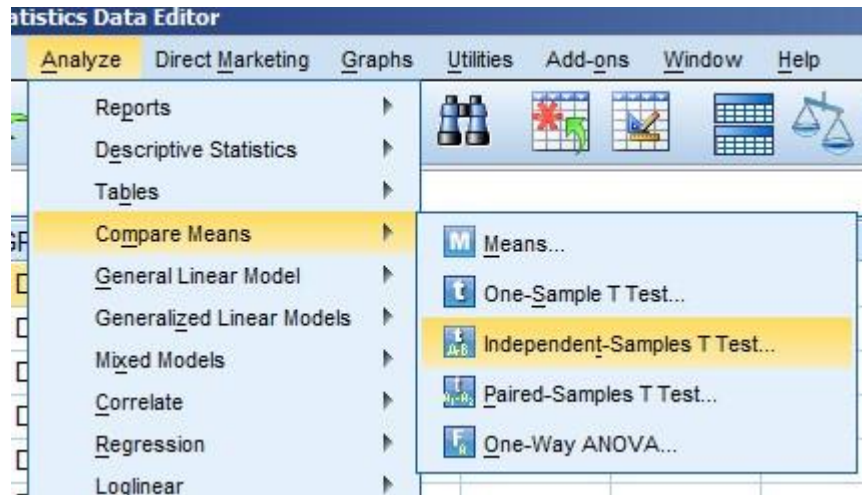 atistics Data Editor
Analyze Direct Marketing Graphs Utilities Add-ons Window Help
Reports
Descriptive Statistics
Tables
Compare Means
General Linear Model
Generalized Linear Models
Mixed Models
Correlate
Regression
Loglinear
M Means...
t One-Sample T Test...
Independent-Samples T Test...
Paired-Samples T Test...
One-Way ANOVA...